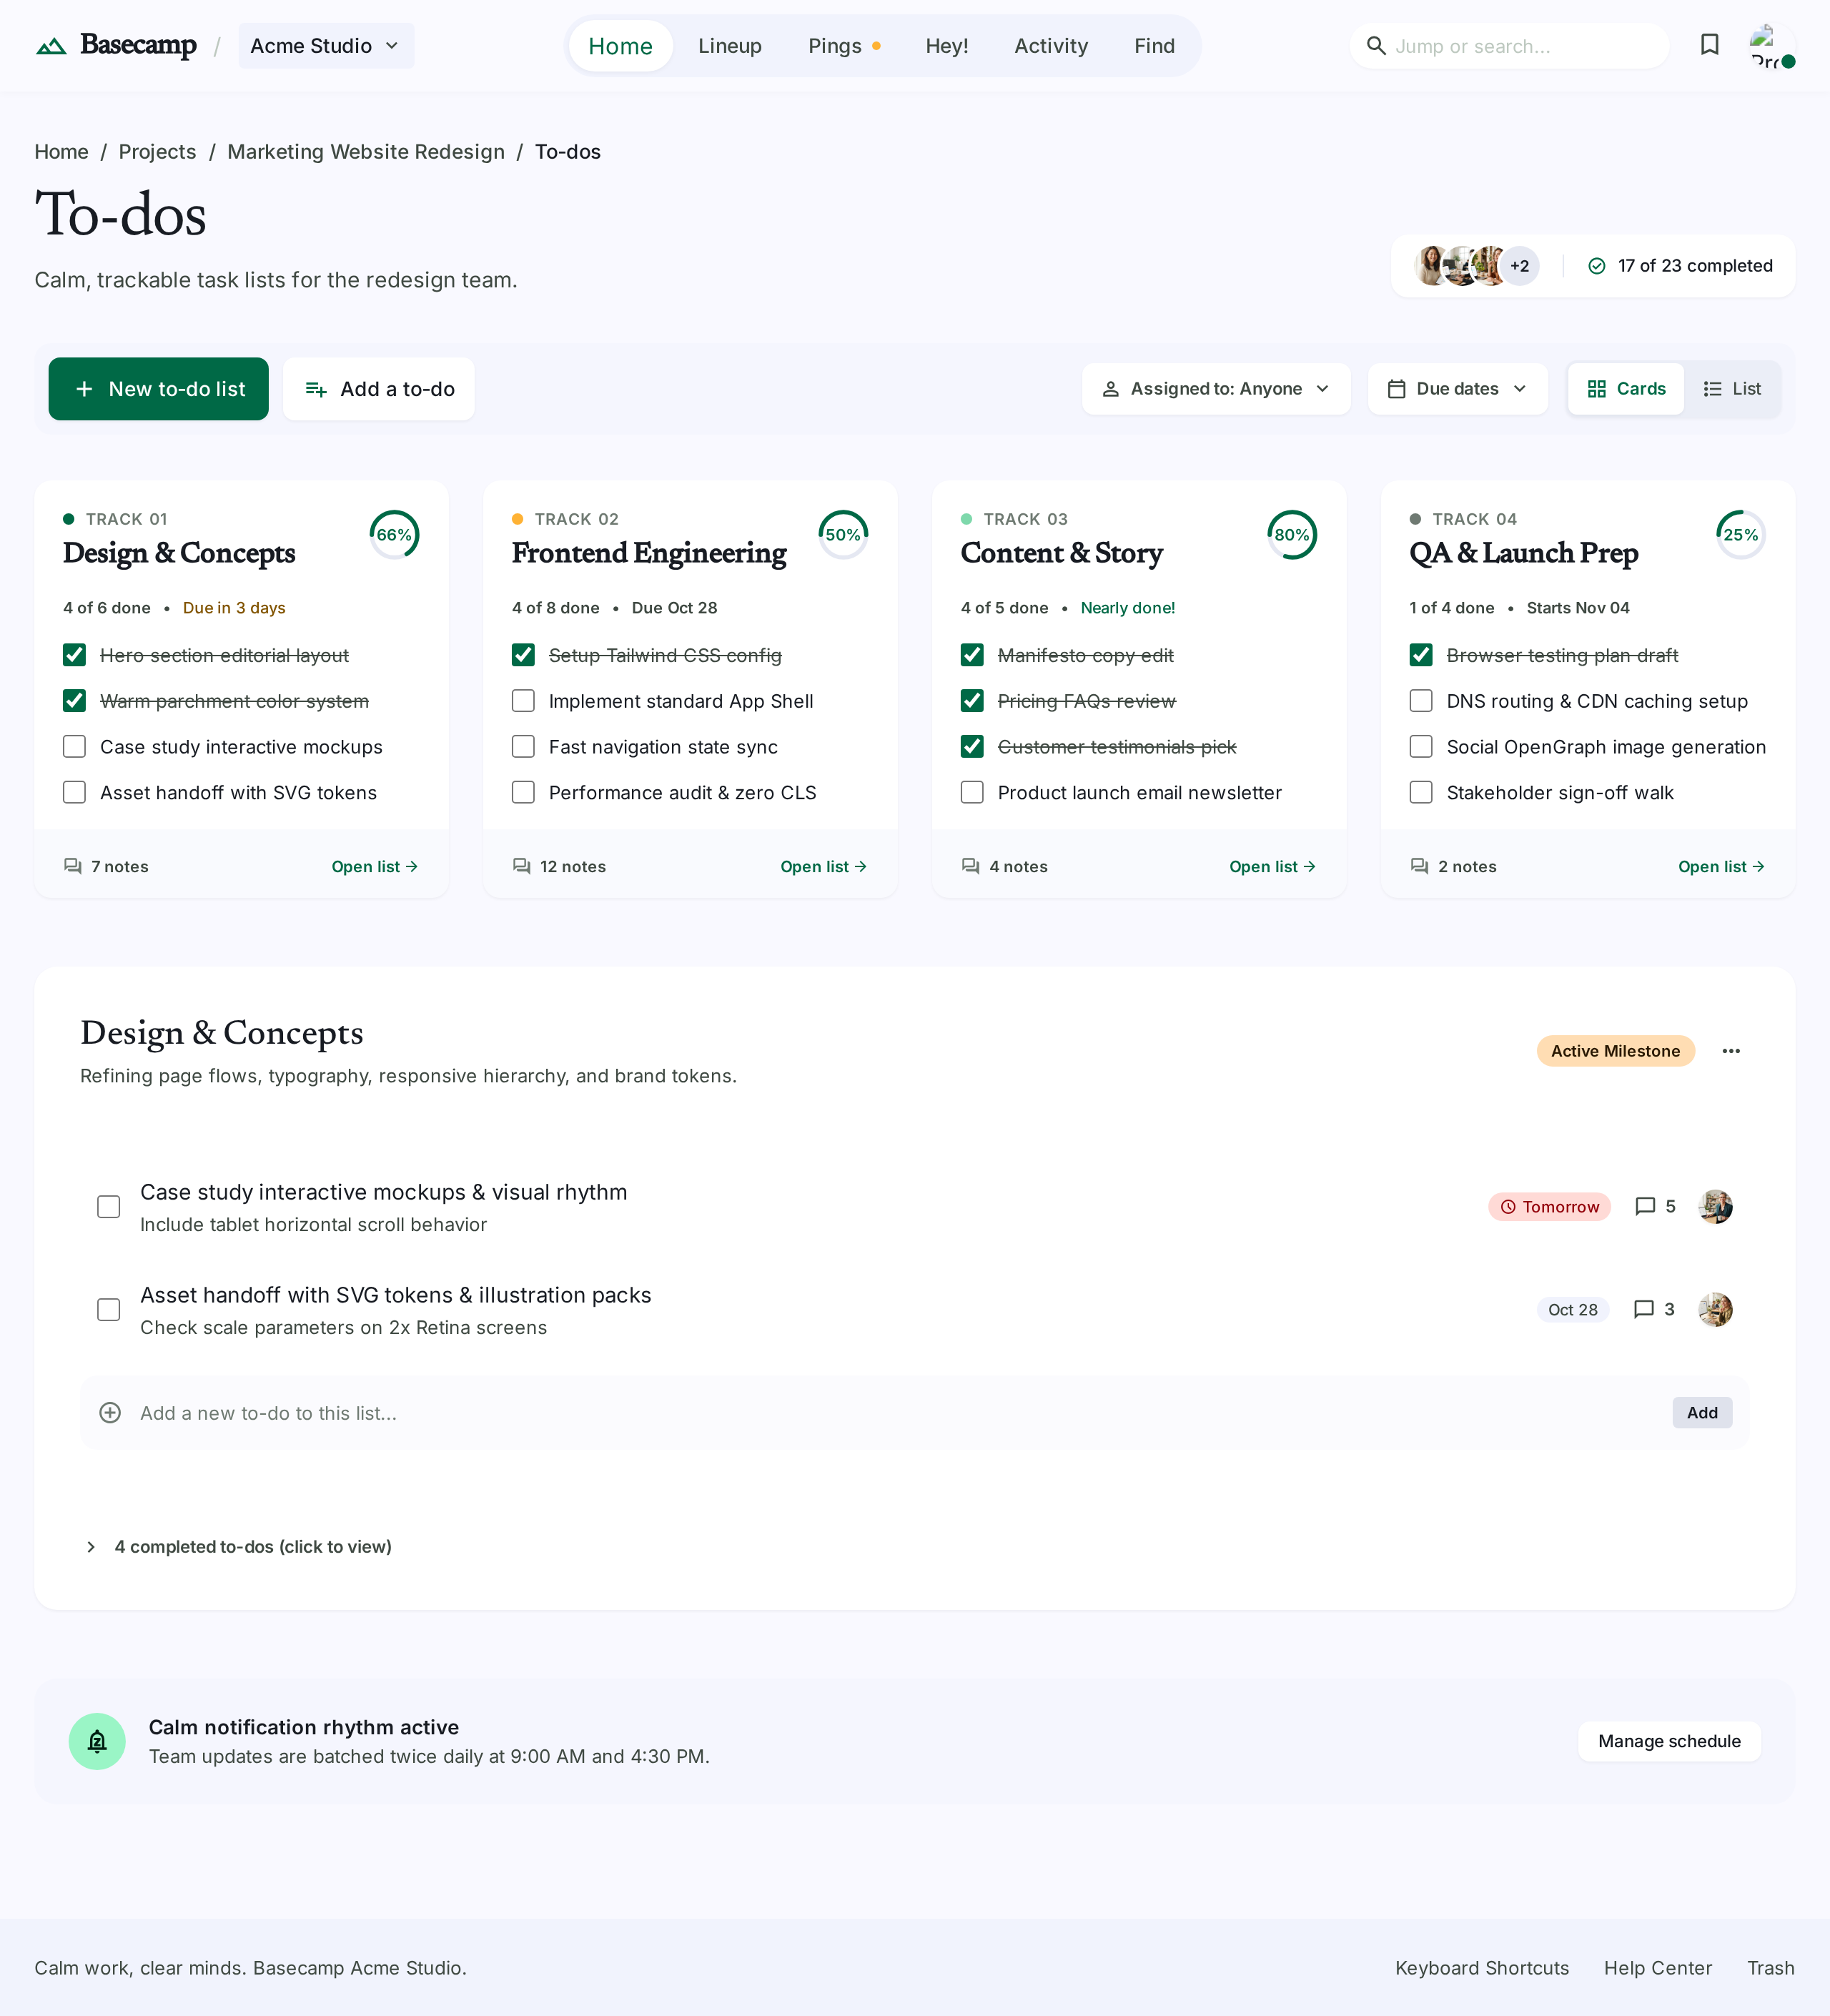 Basecamp / Acme Studio
Home Lineup Pings Hey! Activity Find
Jump or search...
Home / Projects / Marketing Website Redesign / To-dos
To-dos
Calm, trackable task lists for the redesign team.
+2
17 of 23 completed
New to-do list
Add a to-do
Assigned to: Anyone
Due dates
Cards
List
TRACK 01
Design & Concepts
66%
4 of 6 done • Due in 3 days
Hero section editorial layout
Warm parchment color system
Case study interactive mockups
Asset handoff with SVG tokens
7 notes
Open list →
TRACK 02
Frontend Engineering
50%
4 of 8 done • Due Oct 28
Setup Tailwind CSS config
Implement standard App Shell
Fast navigation state sync
Performance audit & zero CLS
12 notes
Open list →
TRACK 03
Content & Story
80%
4 of 5 done • Nearly done!
Manifesto copy edit
Pricing FAQs review
Customer testimonials pick
Product launch email newsletter
4 notes
Open list →
TRACK 04
QA & Launch Prep
25%
1 of 4 done • Starts Nov 04
Browser testing plan draft
DNS routing & CDN caching setup
Social OpenGraph image generation
Stakeholder sign-off walk
2 notes
Open list →
Design & Concepts
Refining page flows, typography, responsive hierarchy, and brand tokens.
Active Milestone
Case study interactive mockups & visual rhythm
Include tablet horizontal scroll behavior
Tomorrow
5
Asset handoff with SVG tokens & illustration packs
Check scale parameters on 2x Retina screens
Oct 28
3
Add a new to-do to this list...
Add
4 completed to-dos (click to view)
Calm notification rhythm active
Team updates are batched twice daily at 9:00 AM and 4:30 PM.
Manage schedule
Calm work, clear minds. Basecamp Acme Studio.
Keyboard Shortcuts
Help Center
Trash